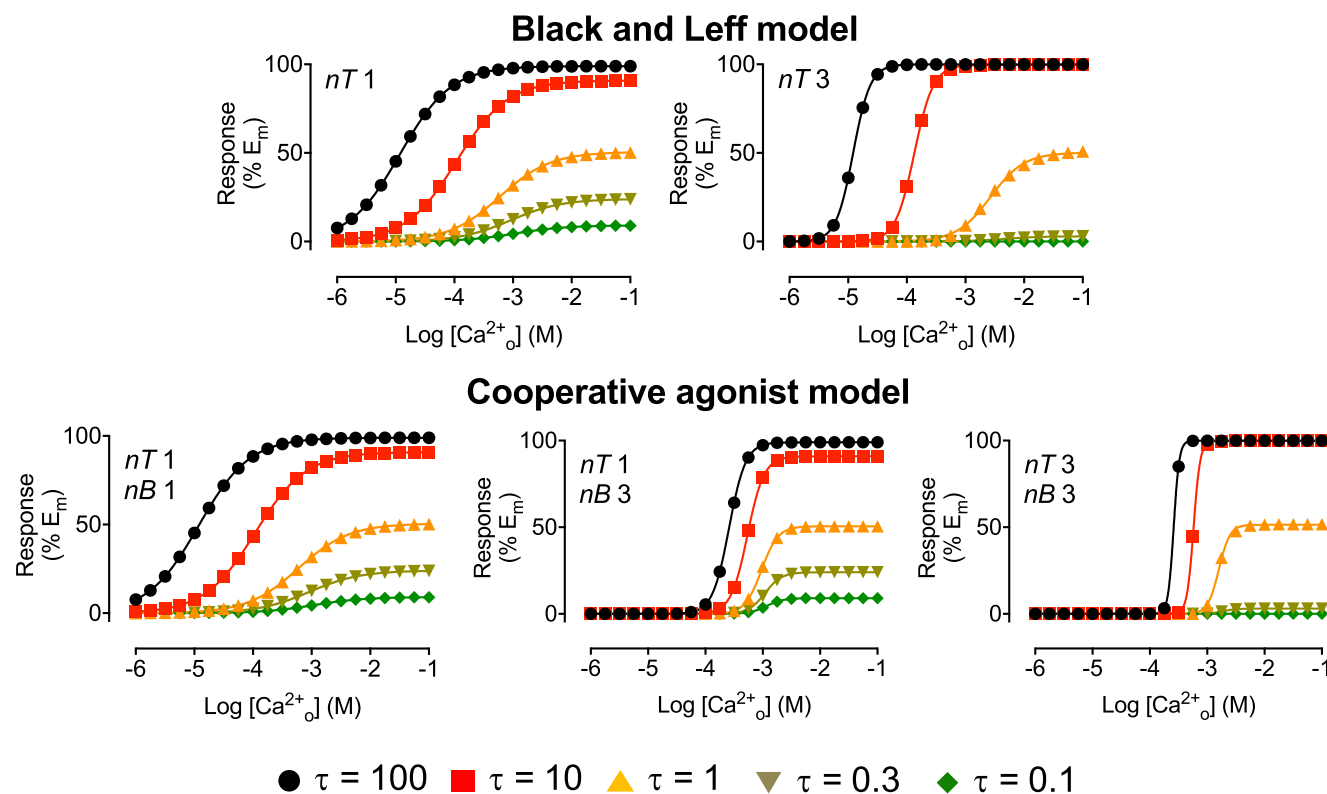 Black and Leff model
nT 1
100
50
0
Response
(% Em)
-6 -5 -4 -3 -2 -1
Log [Ca2+o] (M)
nT 3
100
50
0
Response
(% Em)
-6 -5 -4 -3 -2 -1
Log [Ca2+o] (M)
Cooperative agonist model
nT 1
nB 1
100
50
0
Response
(% Em)
-6 -5 -4 -3 -2 -1
Log [Ca2+o] (M)
nT 1
nB 3
100
50
0
Response
(% Em)
-6 -5 -4 -3 -2 -1
Log [Ca2+o] (M)
nT 3
nB 3
100
50
0
Response
(% Em)
-6 -5 -4 -3 -2 -1
Log [Ca2+o] (M)
τ = 100 τ = 10 τ = 1 τ = 0.3 τ = 0.1